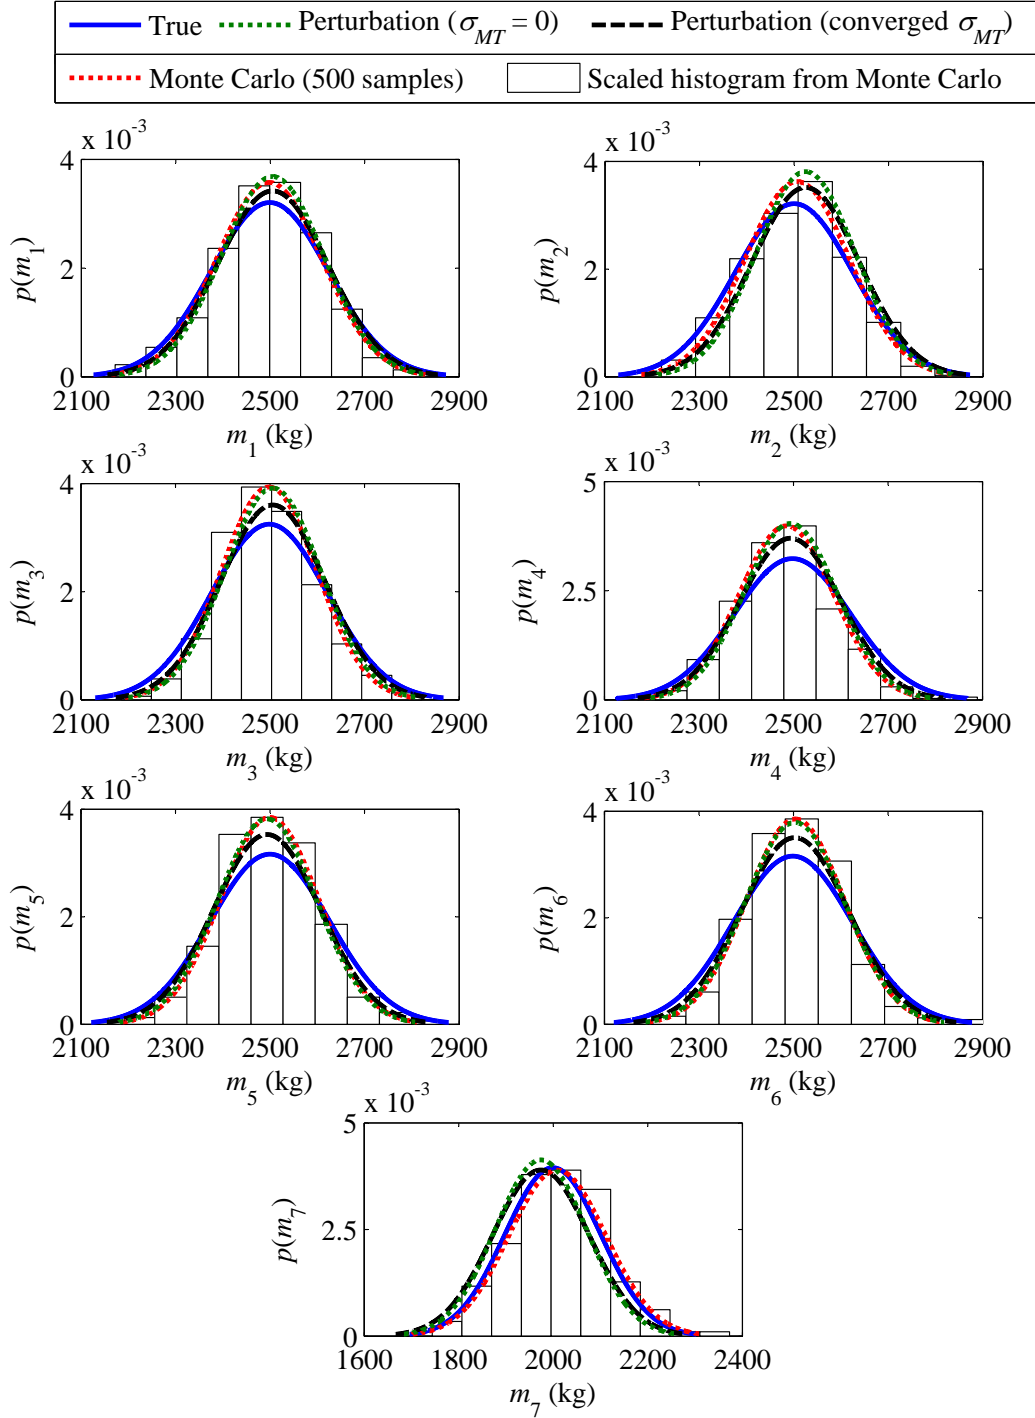 True Perturbation (σ_MT = 0) Perturbation (converged σ_MT)
Monte Carlo (500 samples) Scaled histogram from Monte Carlo
x 10^-3 x 10^-3
4 4
2 2
0 0
p(m_1) p(m_2)
2100 2300 2500 2700 2900 2100 2300 2500 2700 2900
m_1 (kg) m_2 (kg)
x 10^-3 x 10^-3
4 5
2 2.5
0 0
p(m_3) p(m_4)
2100 2300 2500 2700 2900 2100 2300 2500 2700 2900
m_3 (kg) m_4 (kg)
x 10^-3 x 10^-3
4 4
2 2
0 0
p(m_5) p(m_6)
2100 2300 2500 2700 2900 2100 2300 2500 2700 2900
m_5 (kg) m_6 (kg)
x 10^-3
5
2.5
0
p(m_7)
1600 1800 2000 2200 2400
m_7 (kg)